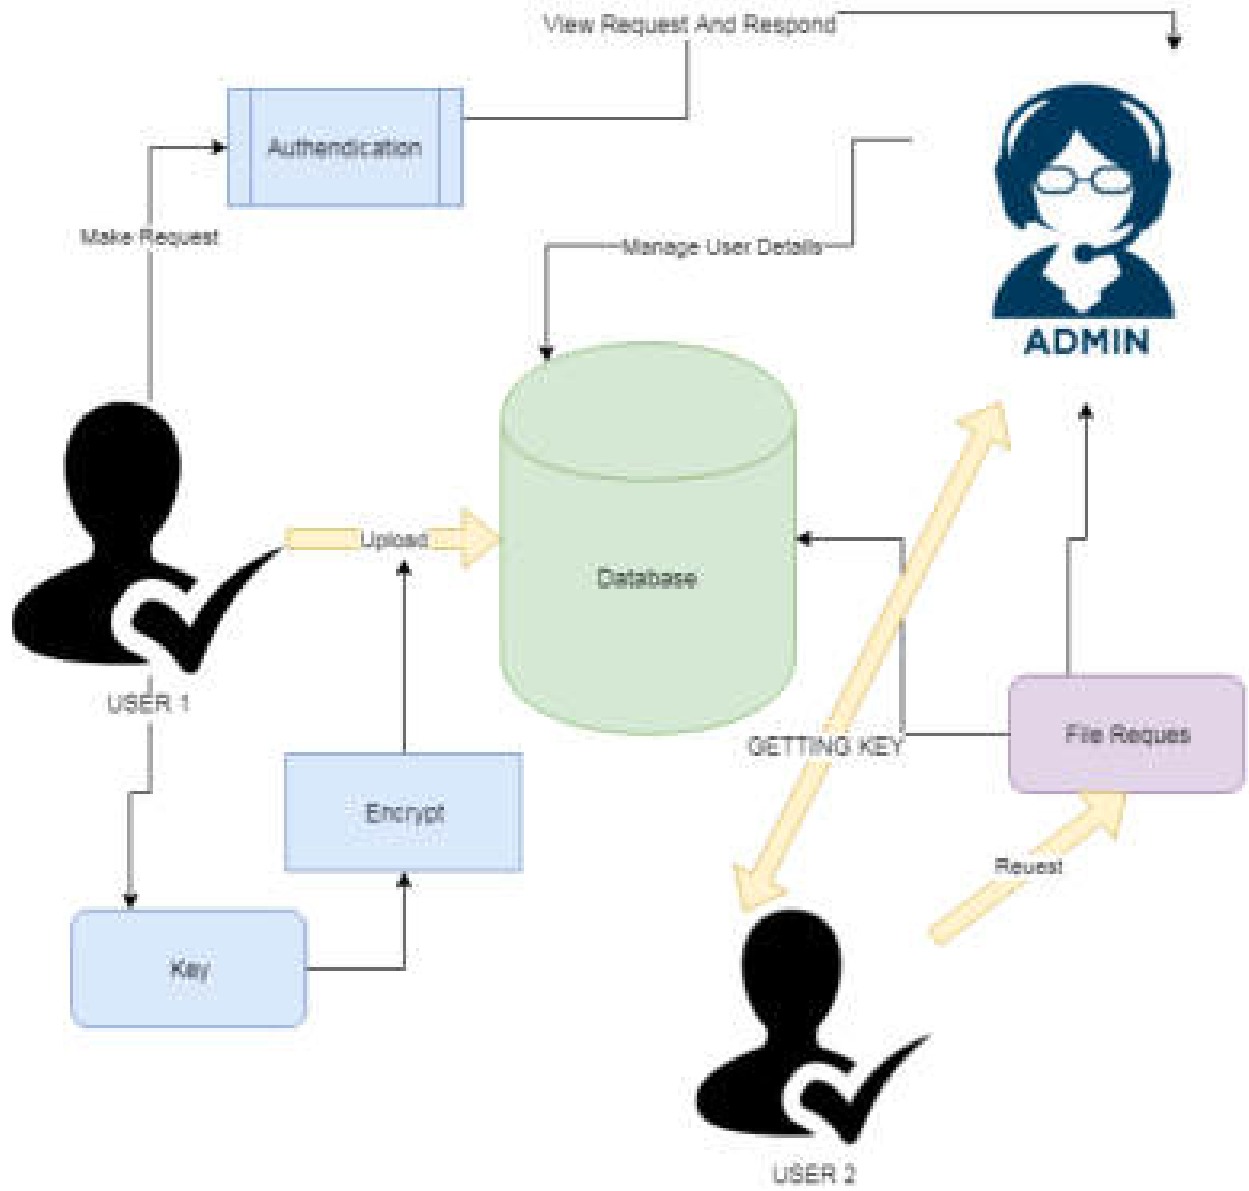 View Request And Respond
Authendication
Make Request
Manage User Details
ADMIN
Upload
Database
USER 1
GETTING KEY
File Reques
Encrypt
Reuest
Key
USER 2